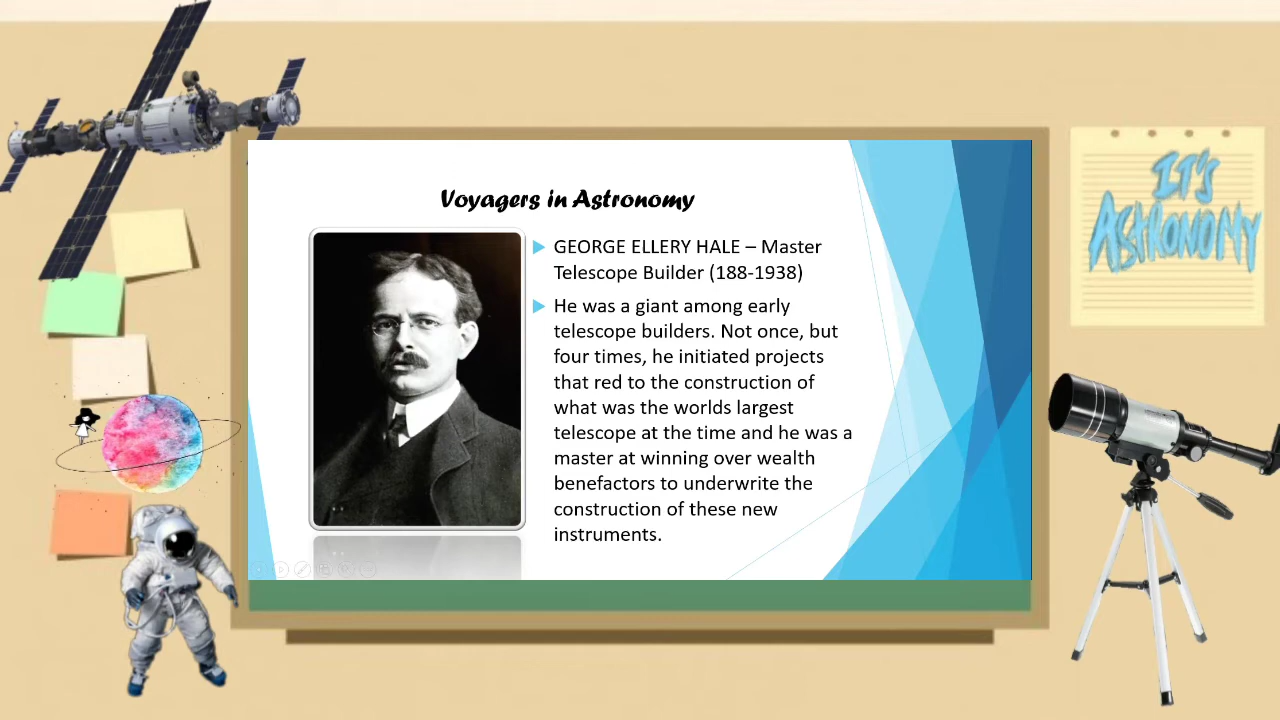 Voyagers in Astronomy
GEORGE ELLERY HALE – Master
Telescope Builder (188-1938)
He was a giant among early
telescope builders. Not once, but
four times, he initiated projects
that red to the construction of
what was the worlds largest
telescope at the time and he was a
master at winning over wealth
benefactors to underwrite the
construction of these new
instruments.
IT'S
ASTRONOMY